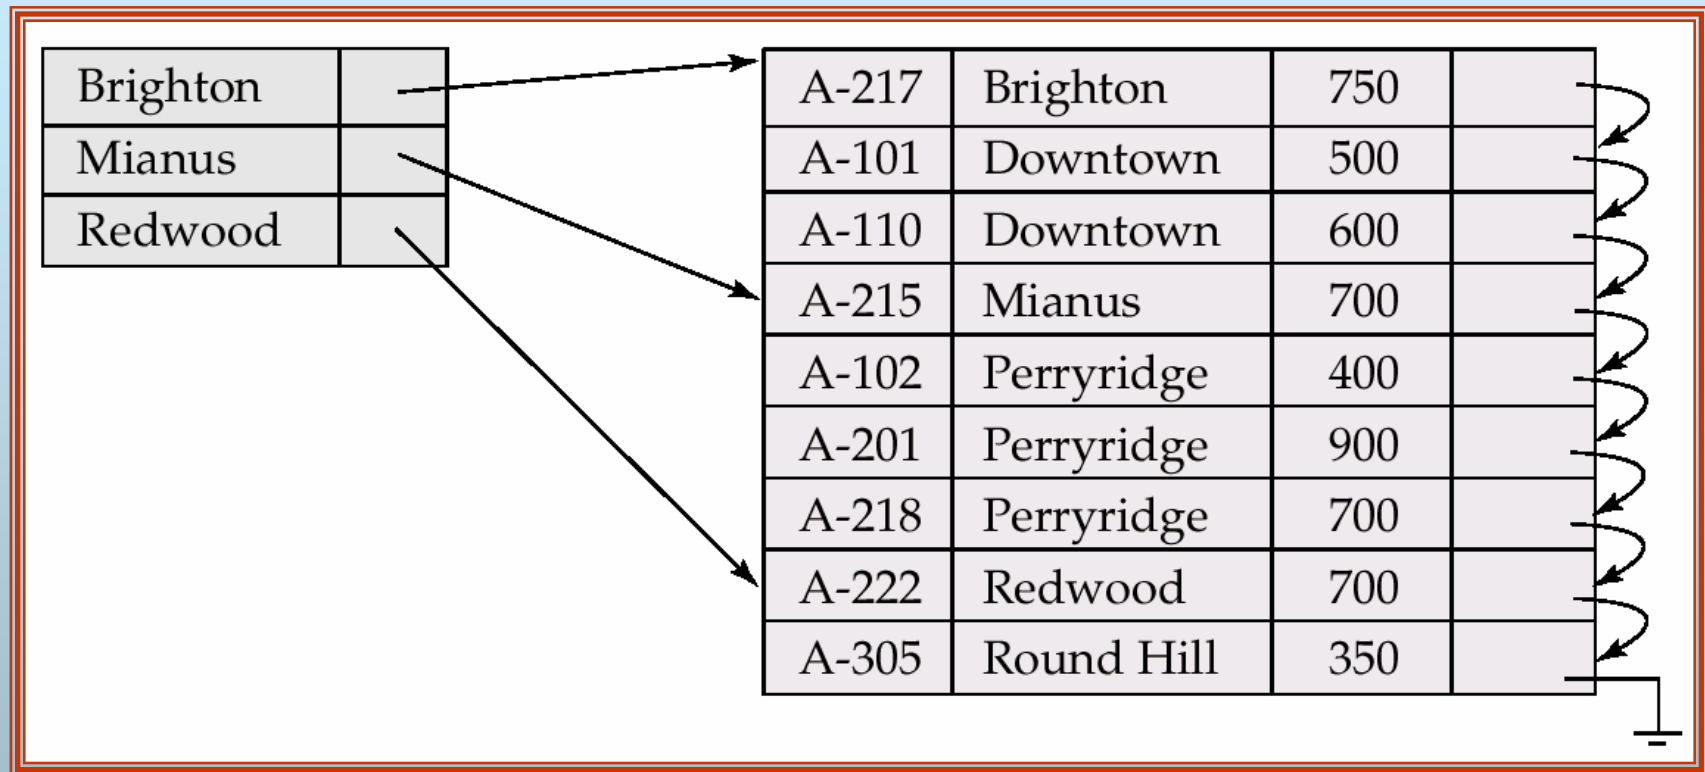 Brighton
Mianus
Redwood
A-217 Brighton 750
A-101 Downtown 500
A-110 Downtown 600
A-215 Mianus 700
A-102 Perryridge 400
A-201 Perryridge 900
A-218 Perryridge 700
A-222 Redwood 700
A-305 Round Hill 350